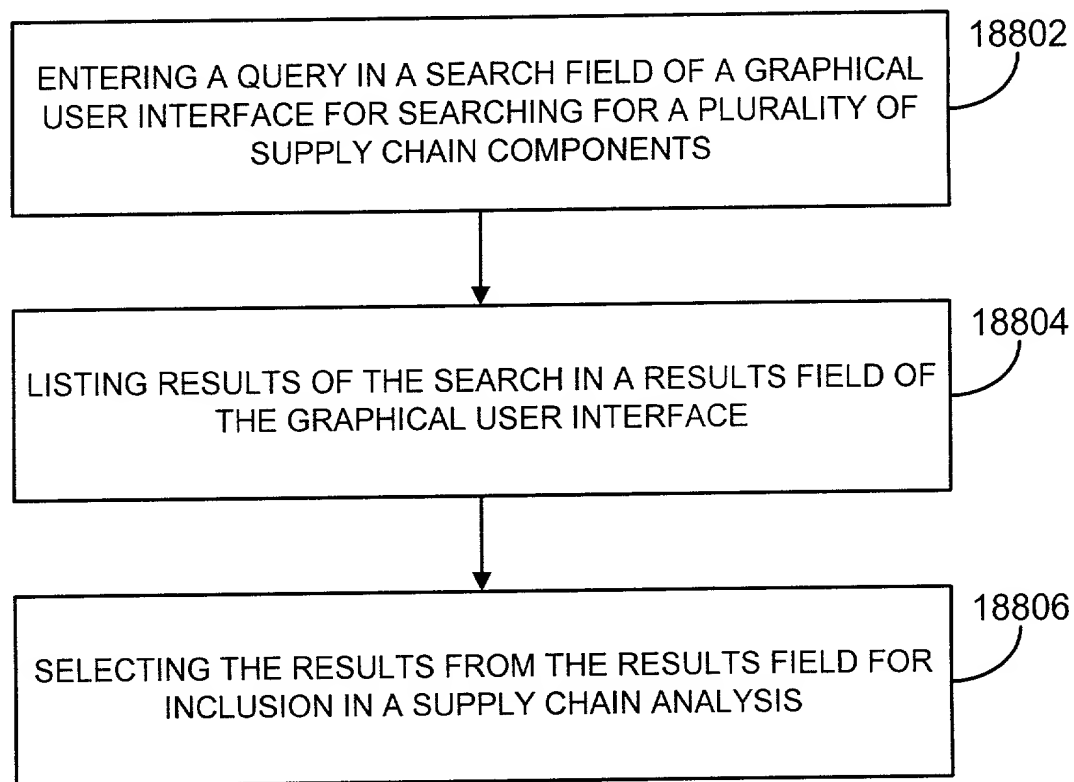 18802
ENTERING A QUERY IN A SEARCH FIELD OF A GRAPHICAL
USER INTERFACE FOR SEARCHING FOR A PLURALITY OF
SUPPLY CHAIN COMPONENTS
18804
LISTING RESULTS OF THE SEARCH IN A RESULTS FIELD OF
THE GRAPHICAL USER INTERFACE
18806
SELECTING THE RESULTS FROM THE RESULTS FIELD FOR
INCLUSION IN A SUPPLY CHAIN ANALYSIS